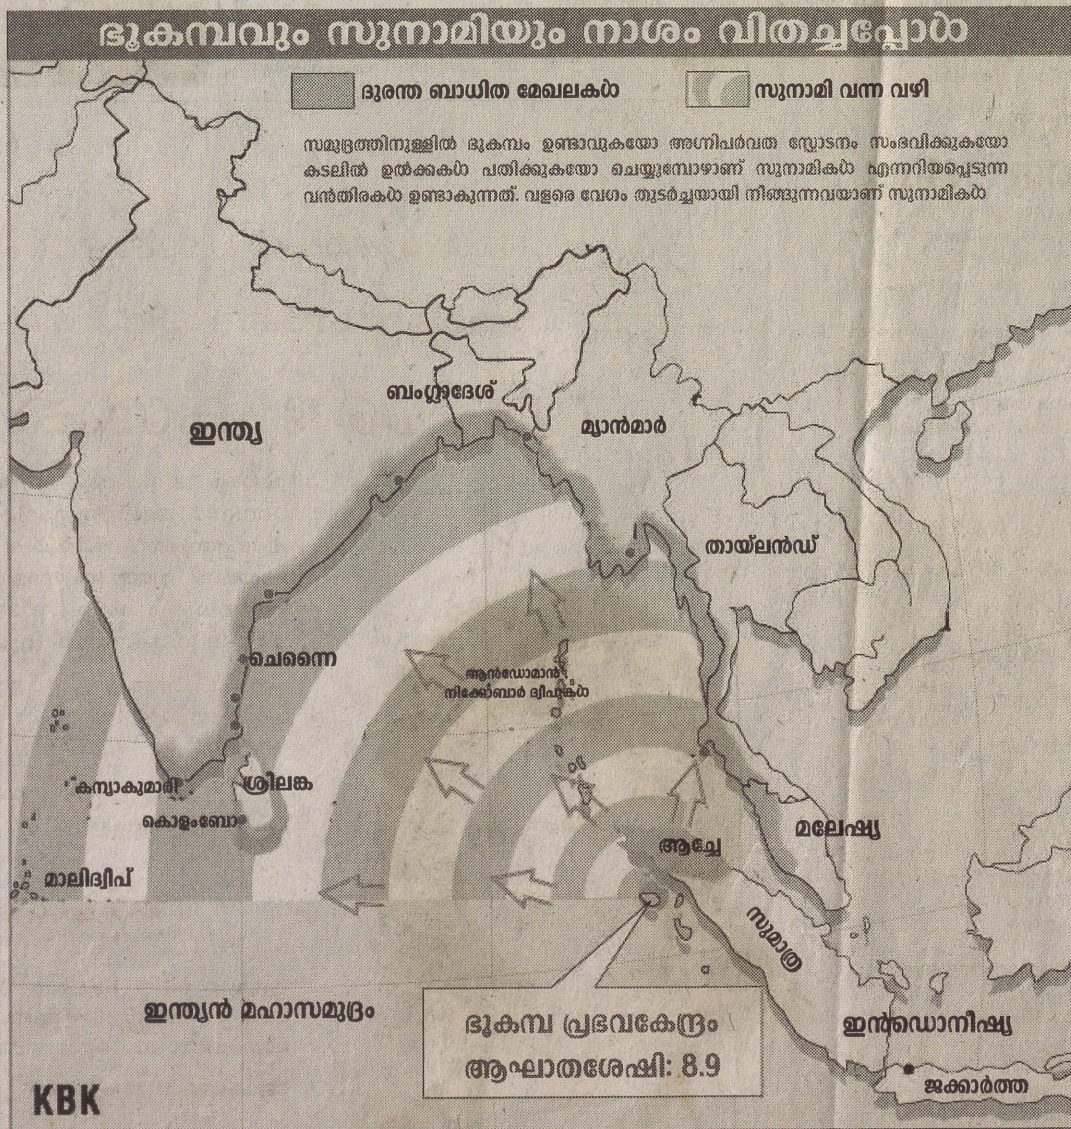 ഭൂകമ്പവും സുനാമിയും നാശം വിതച്ചപ്പോൾ
ദുരന്ത ബാധിത മേഖലകൾ
സുനാമി വന്ന വഴി
സമുദ്രത്തിനുള്ളിൽ ഭൂകമ്പം ഉണ്ടാവുകയോ അഗ്നിപർവത സ്ഫോടനം സംഭവിക്കുകയോ
കടലിൽ ഉൽക്കകൾ പതിക്കുകയോ ചെയ്യുമ്പോഴാണ് സുനാമികൾ എന്നറിയപ്പെടുന്ന
വൻതിരകൾ ഉണ്ടാകുന്നത്. വളരെ വേഗം തുടർച്ചയായി നീങ്ങുന്നവയാണ് സുനാമികൾ
ബംഗ്ലാദേശ്
ഇന്ത്യ
മ്യാൻമാർ
തായ്‌ലൻഡ്
ചെന്നൈ
ആൻഡോമാൻ
നിക്കോബാർ ദ്വീപുകൾ
കന്യാകുമാരി
ശ്രീലങ്ക
കൊളംബോ
മലേഷ്യ
ആച്ചേ
മാലിദ്വീപ്
സുമാത്ര
ഇന്ത്യൻ മഹാസമുദ്രം
ഭൂകമ്പ പ്രഭവകേന്ദ്രം
ആഘാതശേഷി: 8.9
ഇൻഡൊനീഷ്യ
ജക്കാർത്ത
KBK